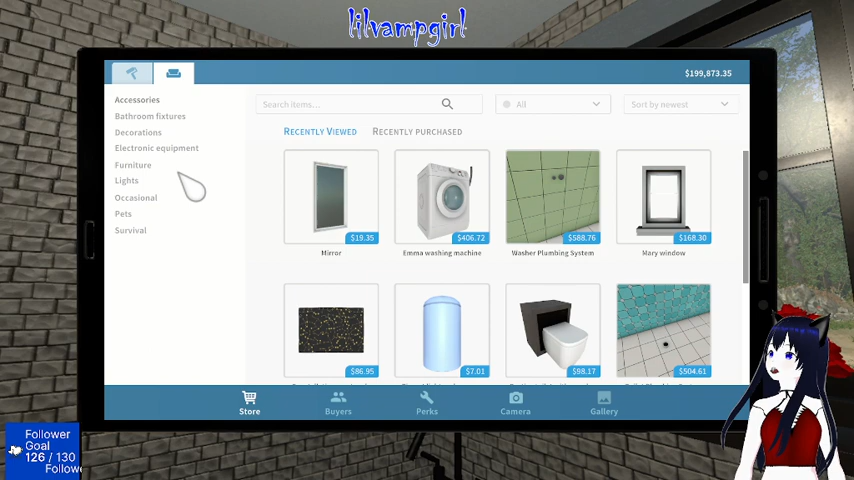 lilvampgirl
$199,873.35
Accessories
Bathroom fixtures
Decorations
Electronic equipment
Furniture
Lights
Occasional
Pets
Survival
Search items...
All
Sort by newest
RECENTLY VIEWED
RECENTLY PURCHASED
$19.35
$406.72
$588.76
$168.30
Mirror
Emma washing machine
Washer Plumbing System
Mary window
$86.95
$7.01
$98.17
$504.61
Store
Buyers
Perks
Camera
Gallery
Follower
Goal
126 / 130
Followe